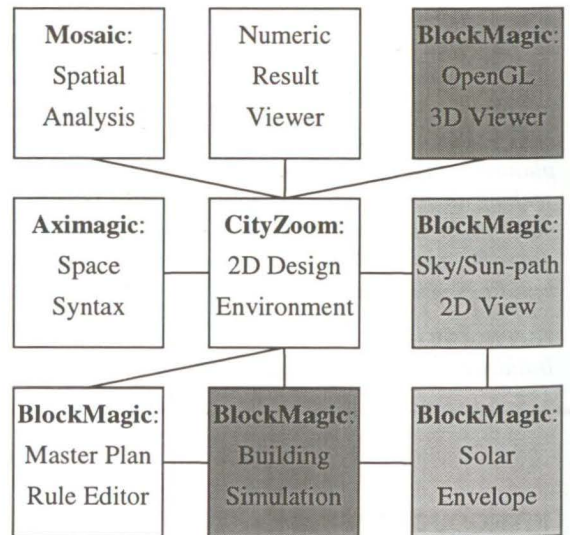 Mosaic:
Spatial
Analysis
Numeric
Result
Viewer
BlockMagic:
OpenGL
3D Viewer
Aximagic:
Space
Syntax
CityZoom:
2D Design
Environment
BlockMagic:
Sky/Sun-path
2D View
BlockMagic:
Master Plan
Rule Editor
BlockMagic:
Building
Simulation
BlockMagic:
Solar
Envelope